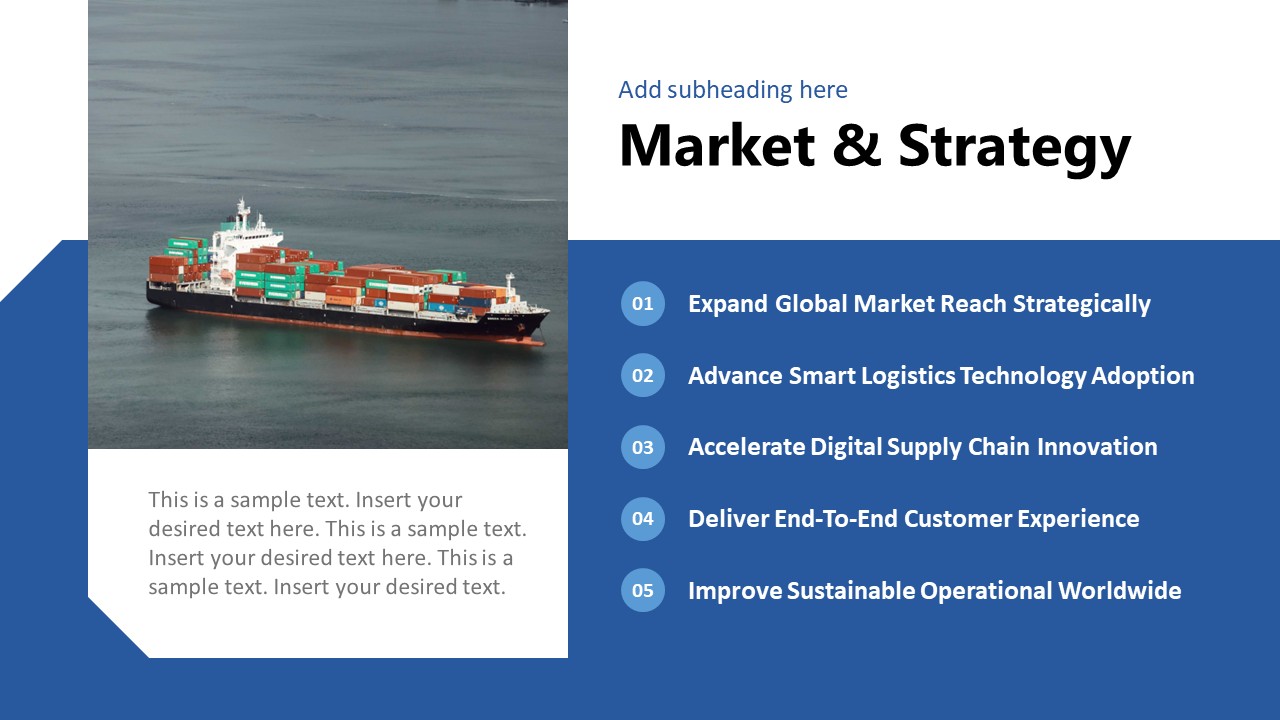 Add subheading here
Market & Strategy
01 Expand Global Market Reach Strategically
02 Advance Smart Logistics Technology Adoption
03 Accelerate Digital Supply Chain Innovation
04 Deliver End-To-End Customer Experience
05 Improve Sustainable Operational Worldwide
This is a sample text. Insert your
desired text here. This is a sample text.
Insert your desired text here. This is a
sample text. Insert your desired text.